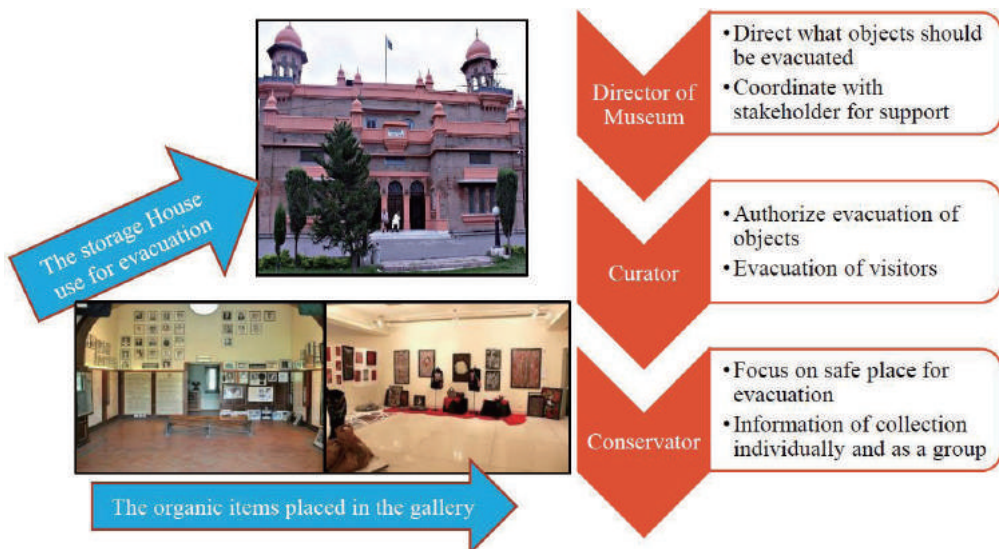 The storage House
use for evacuation
The organic items placed in the gallery
Director of
Museum
• Direct what objects should
be evacuated
• Coordinate with
stakeholder for support
Curator
• Authorize evacuation of
objects
• Evacuation of visitors
Conservator
• Focus on safe place for
evacuation
• Information of collection
individually and as a group